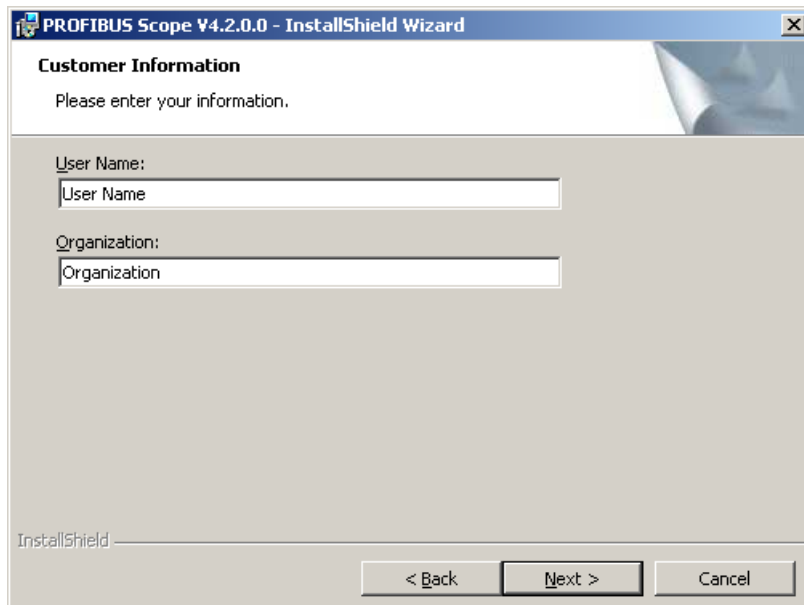 PROFIBUS Scope V4.2.0.0 - InstallShield Wizard
Customer Information
Please enter your information.
User Name:
User Name
Organization:
Organization
InstallShield
< Back Next > Cancel